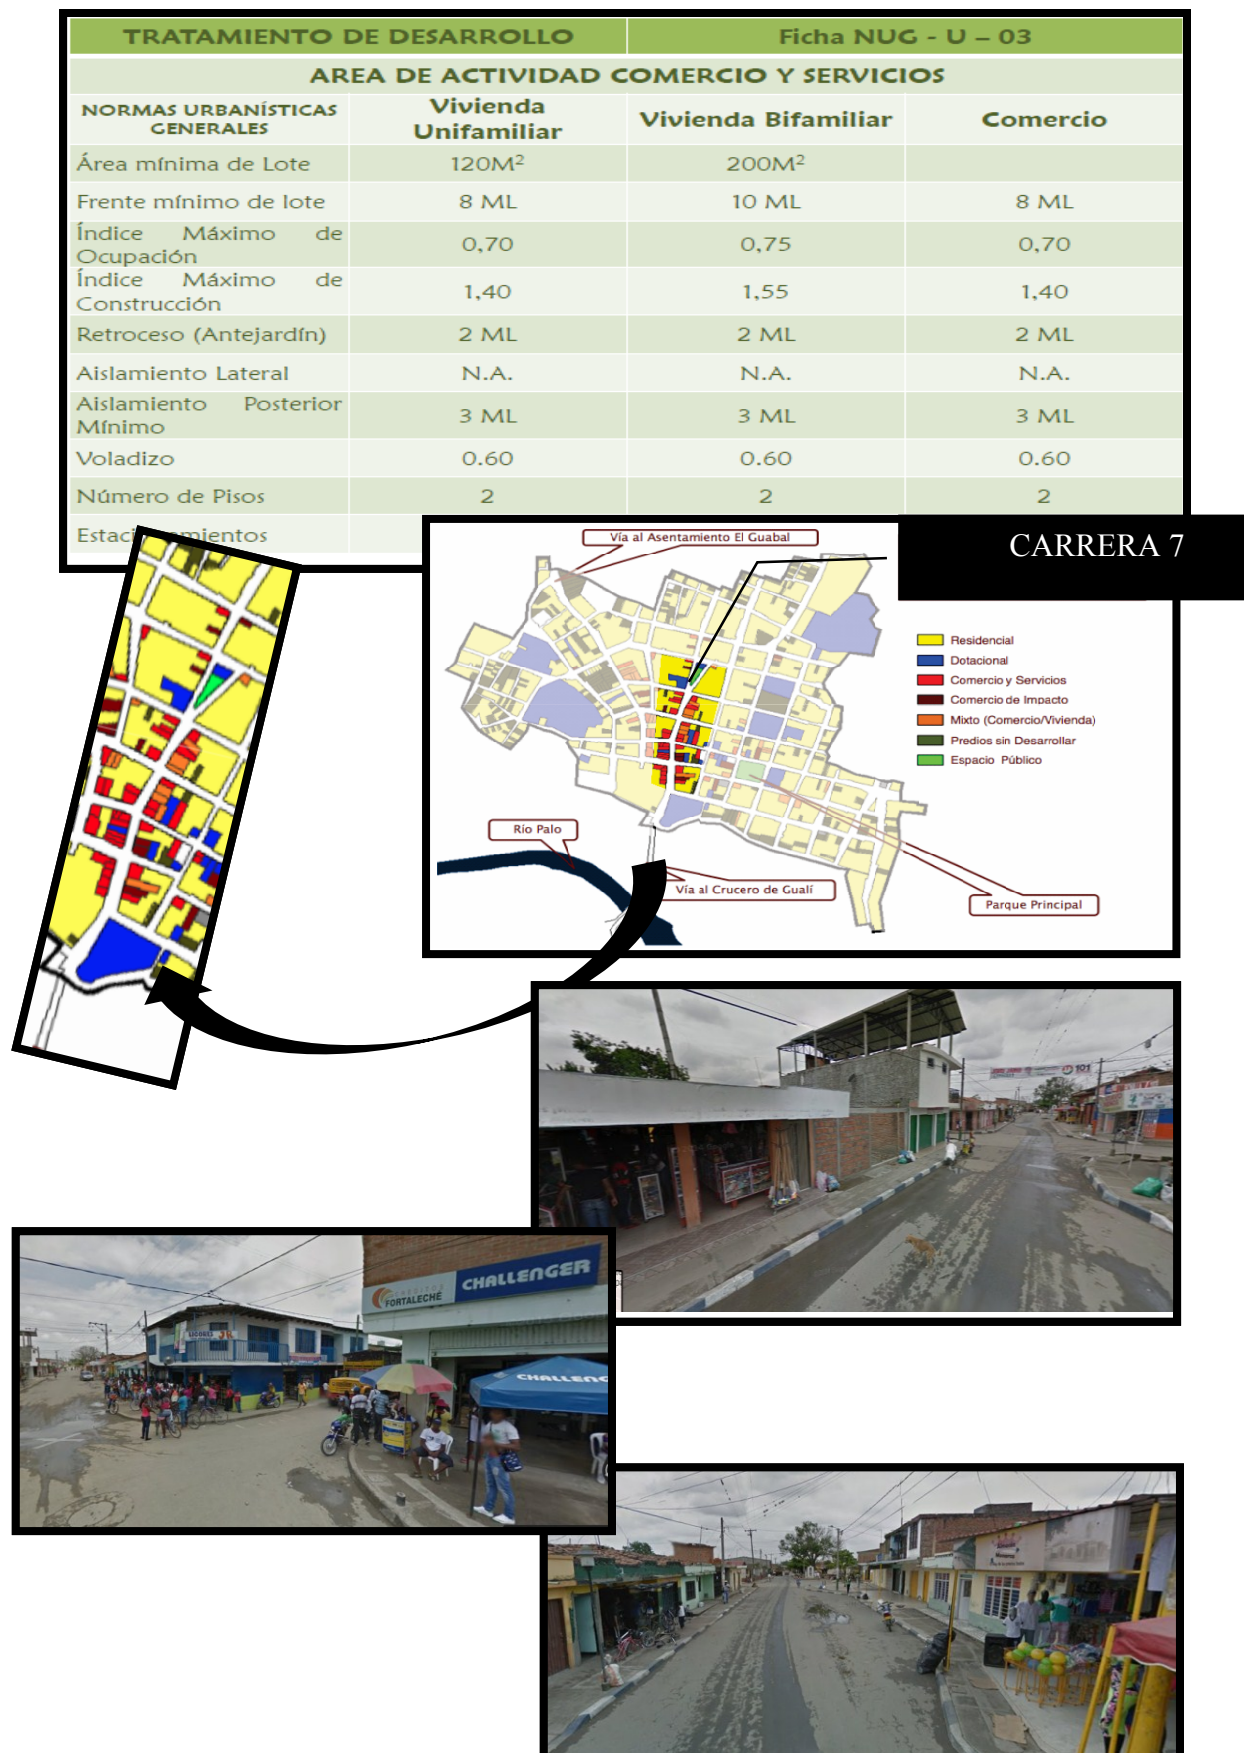 TRATAMIENTO DE DESARROLLO
Ficha NUG - U – 03
AREA DE ACTIVIDAD COMERCIO Y SERVICIOS
NORMAS URBANÍSTICAS GENERALES
Vivienda Unifamiliar
Vivienda Bifamiliar
Comercio
Área mínima de Lote 120M² 200M²
Frente mínimo de lote 8 ML 10 ML 8 ML
Índice Máximo de Ocupación 0,70 0,75 0,70
Índice Máximo de Construcción 1,40 1,55 1,40
Retroceso (Antejardín) 2 ML 2 ML 2 ML
Aislamiento Lateral N.A. N.A. N.A.
Aislamiento Posterior Mínimo 3 ML 3 ML 3 ML
Voladizo 0.60 0.60 0.60
Número de Pisos 2 2 2
CARRERA 7
Vía al Asentamiento El Guabal
Residencial
Dotacional
Comercio y Servicios
Comercio de Impacto
Mixto (Comercio/Vivienda)
Predios sin Desarrollar
Espacio Público
Río Palo
Vía al Crucero de Gualí
Parque Principal
101
CREDITOS
FORTALECHÉ
CHALLENGER
LICORES JR
CHALLENG